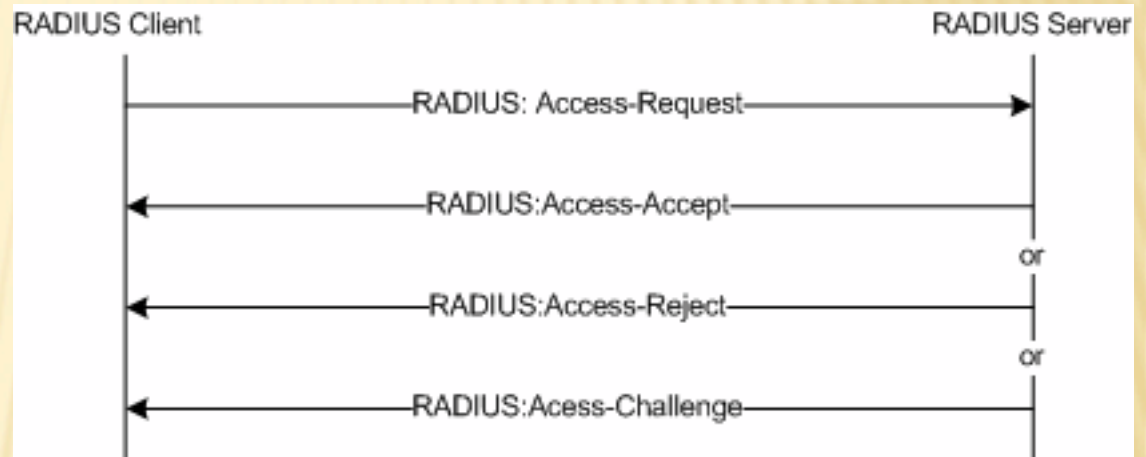 RADIUS Client
RADIUS Server
RADIUS: Access-Request
RADIUS:Access-Accept
or
RADIUS:Access-Reject
or
RADIUS:Acess-Challenge